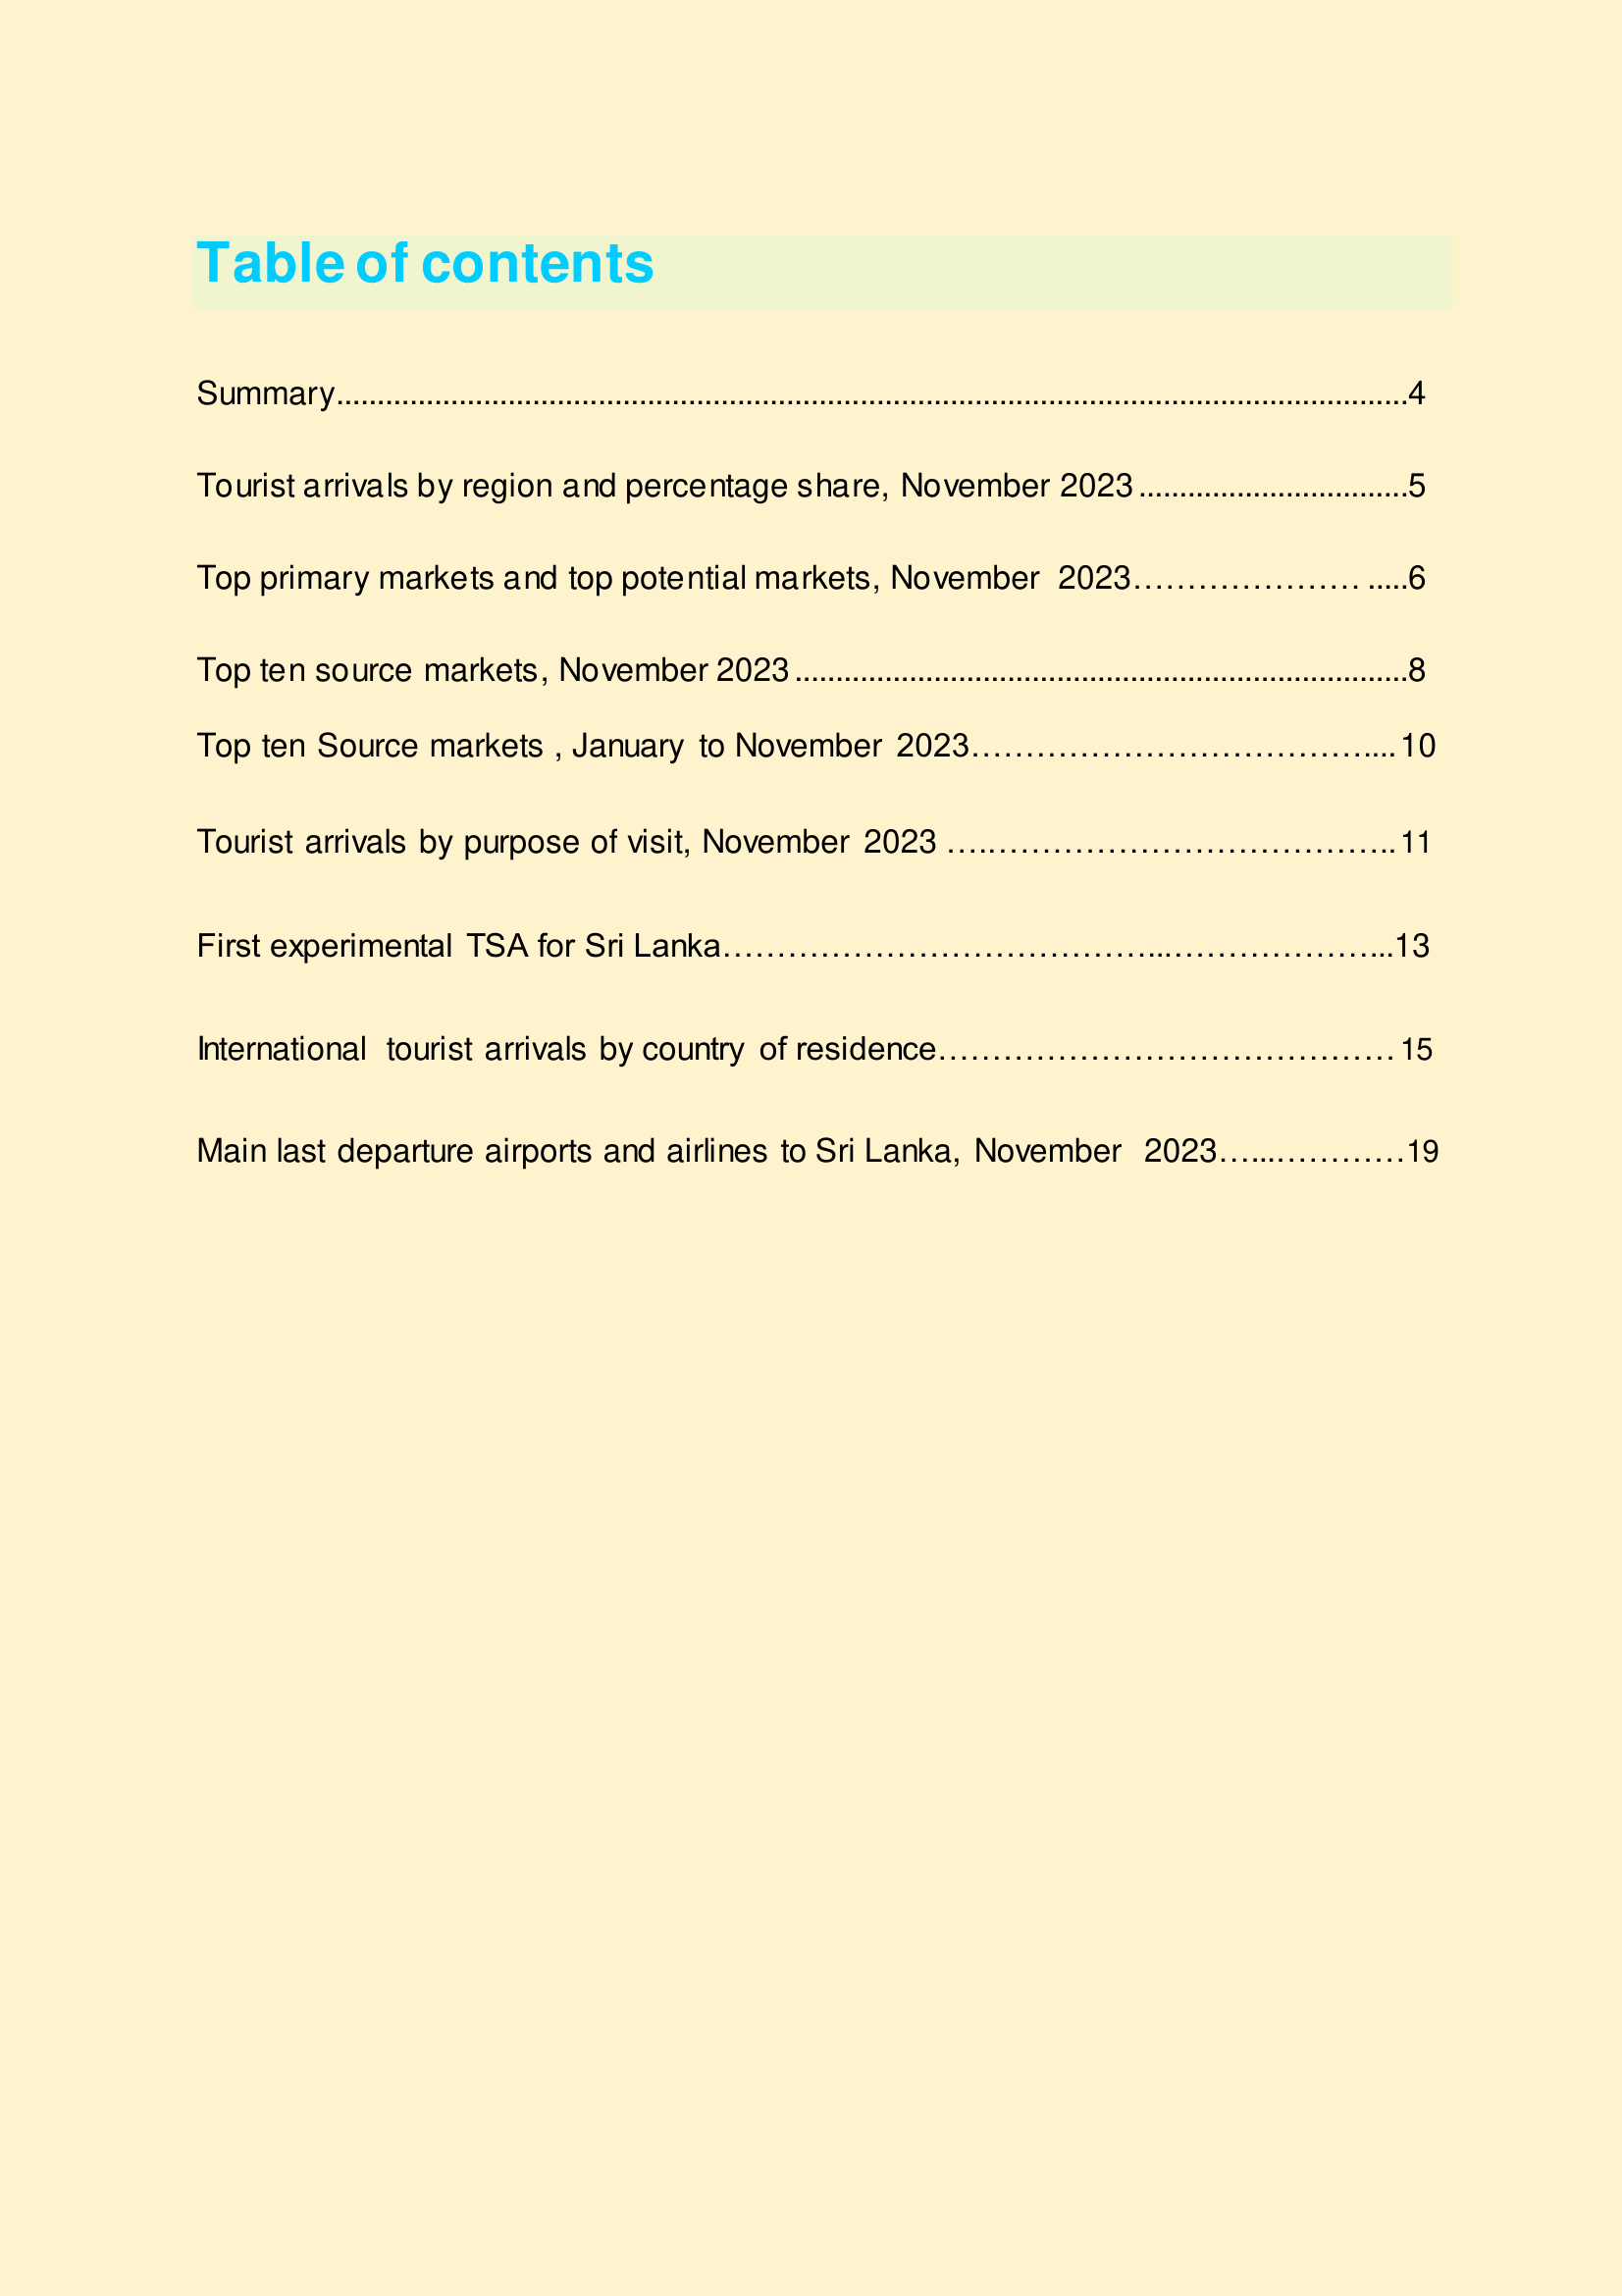 Table of contents
Summary...................................................................................................................................4
Tourist arrivals by region and percentage share, November 2023.................................5
Top primary markets and top potential markets, November 2023………………… .....6
Top ten source markets, November 2023...........................................................................8
Top ten Source markets , January to November 2023………………………………....10
Tourist arrivals by purpose of visit, November 2023 …..………………………………..11
First experimental TSA for Sri Lanka…………………………………...………………...13
International tourist arrivals by country of residence……………………………………15
Main last departure airports and airlines to Sri Lanka, November 2023…...…………19